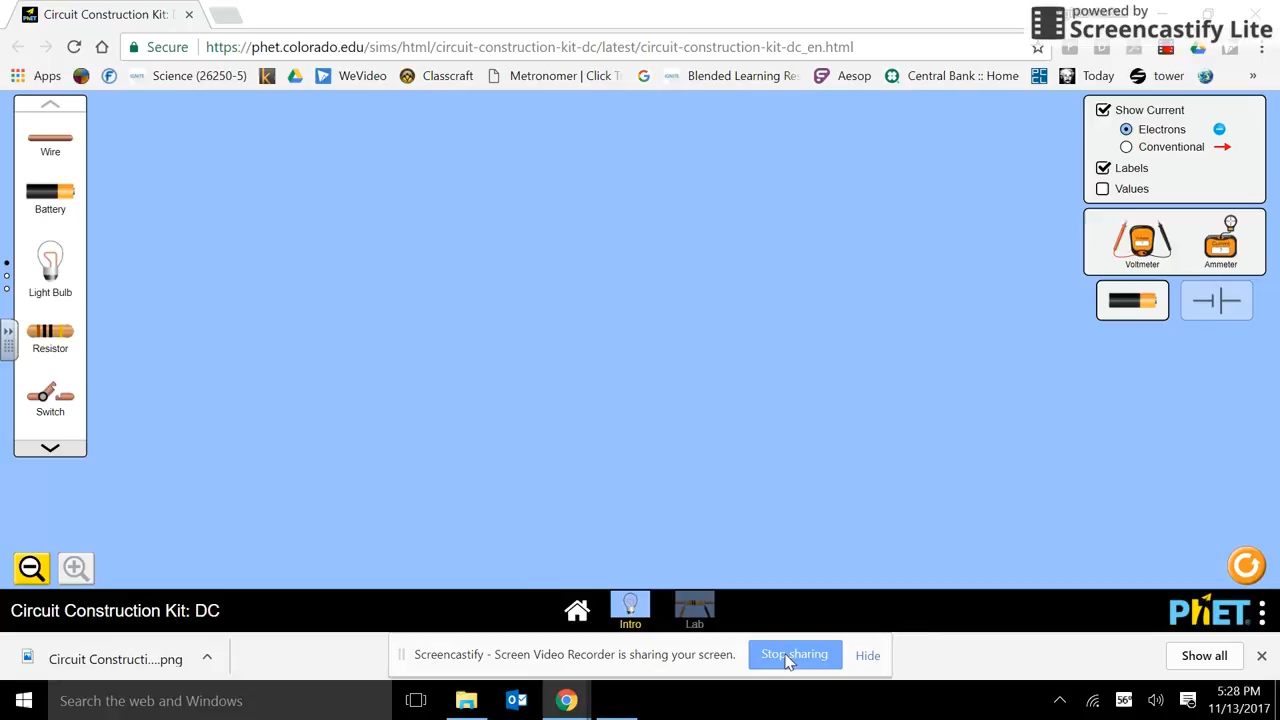 Circuit Construction Kit: D
powered by
Screencastify Lite
Secure
https://phet.colorado.edu/sims/html/circuit-construction-kit-dc/latest/circuit-construction-kit-dc_en.html
Apps
Science (26250-5)
WeVideo
Classcraft
Metronomer | Click T
Blended Learning Re
Aesop
Central Bank :: Home
Today
tower
»
Wire
Battery
Light Bulb
Resistor
Switch
Show Current
Electrons
Conventional
Labels
Values
Voltmeter
Ammeter
Circuit Construction Kit: DC
Intro
Lab
PhET
Circuit Constructi....png
Screencastify - Screen Video Recorder is sharing your screen.
Stop sharing
Hide
Show all
Search the web and Windows
56°
5:28 PM
11/13/2017